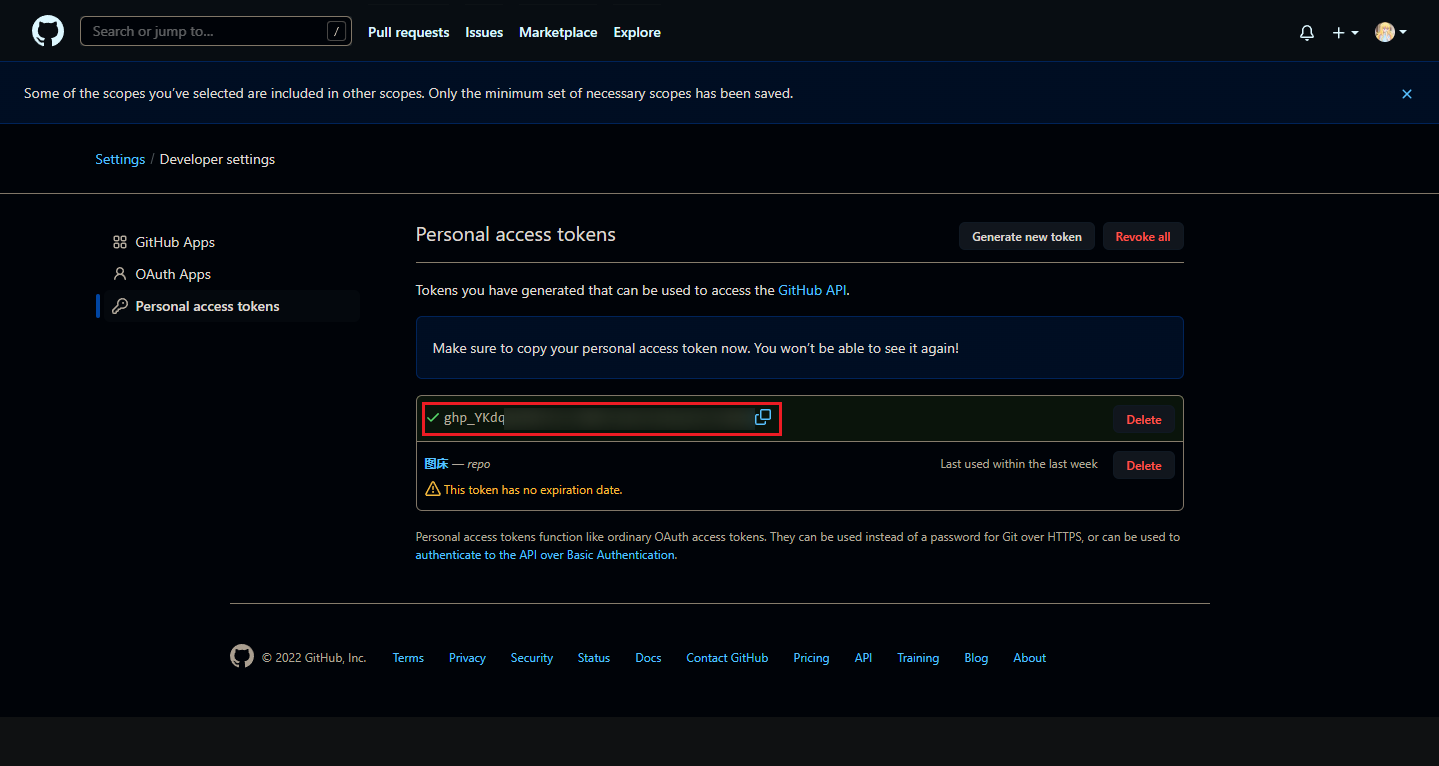 Search or jump to... /
Pull requests Issues Marketplace Explore
Some of the scopes you’ve selected are included in other scopes. Only the minimum set of necessary scopes has been saved.
Settings / Developer settings
GitHub Apps
OAuth Apps
Personal access tokens
Personal access tokens
Generate new token
Revoke all
Tokens you have generated that can be used to access the GitHub API.
Make sure to copy your personal access token now. You won’t be able to see it again!
ghp_YKdq
Delete
图床 — repo
Last used within the last week
Delete
This token has no expiration date.
Personal access tokens function like ordinary OAuth access tokens. They can be used instead of a password for Git over HTTPS, or can be used to
authenticate to the API over Basic Authentication.
© 2022 GitHub, Inc. Terms Privacy Security Status Docs Contact GitHub Pricing API Training Blog About